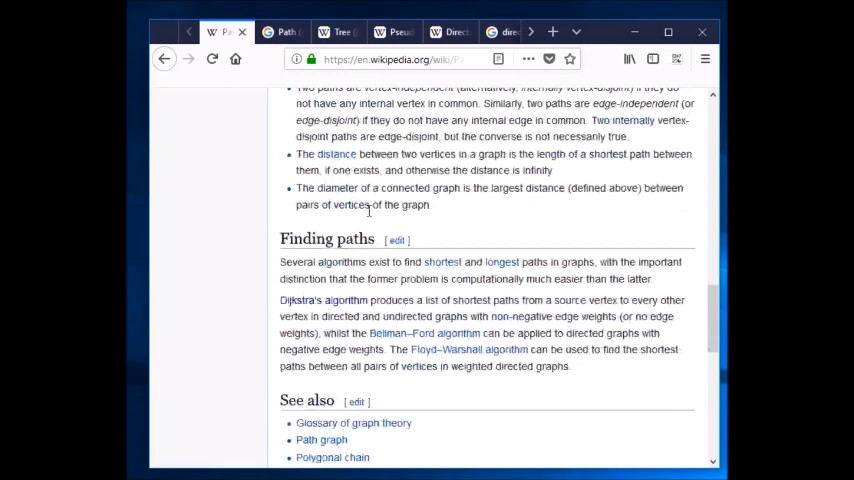 W Pa
Path (
W Tree (
W Pseud
W Direct
direc
https://en.wikipedia.org/wiki/Pa
Two paths are vertex-independent (alternatively, internally vertex-disjoint) if they do
not have any internal vertex in common. Similarly, two paths are edge-independent (or
edge-disjoint) if they do not have any internal edge in common. Two internally vertex-
disjoint paths are edge-disjoint, but the converse is not necessarily true.
The distance between two vertices in a graph is the length of a shortest path between
them, if one exists, and otherwise the distance is infinity.
The diameter of a connected graph is the largest distance (defined above) between
pairs of vertices of the graph.
Finding paths [ edit ]
Several algorithms exist to find shortest and longest paths in graphs, with the important
distinction that the former problem is computationally much easier than the latter.
Dijkstra's algorithm produces a list of shortest paths from a source vertex to every other
vertex in directed and undirected graphs with non-negative edge weights (or no edge
weights), whilst the Bellman–Ford algorithm can be applied to directed graphs with
negative edge weights. The Floyd–Warshall algorithm can be used to find the shortest
paths between all pairs of vertices in weighted directed graphs.
See also [ edit ]
Glossary of graph theory
Path graph
Polygonal chain